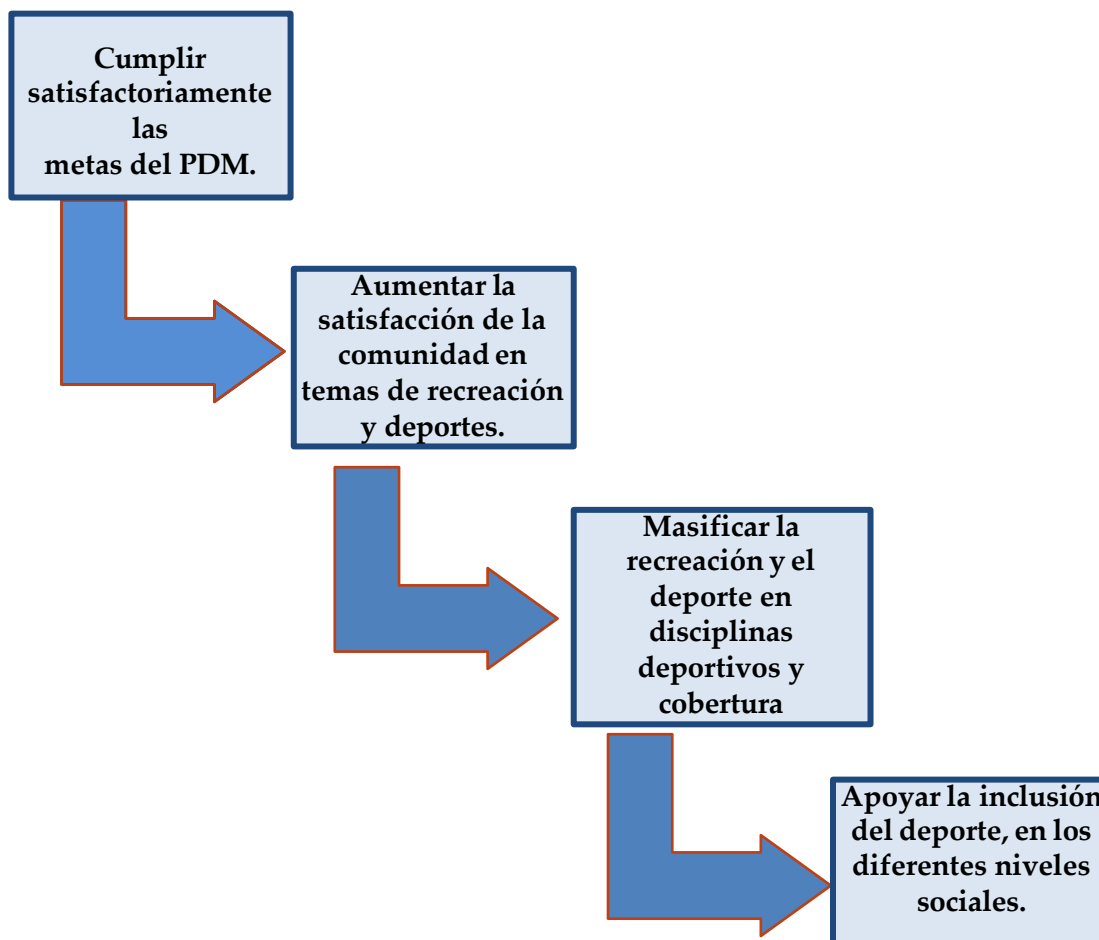 Cumplir
satisfactoriamente
las
metas del PDM.
Aumentar la
satisfacción de la
comunidad en
temas de recreación
y deportes.
Masificar la
recreación y el
deporte en
disciplinas
deportivos y
cobertura
Apoyar la inclusión
del deporte, en los
diferentes niveles
sociales.